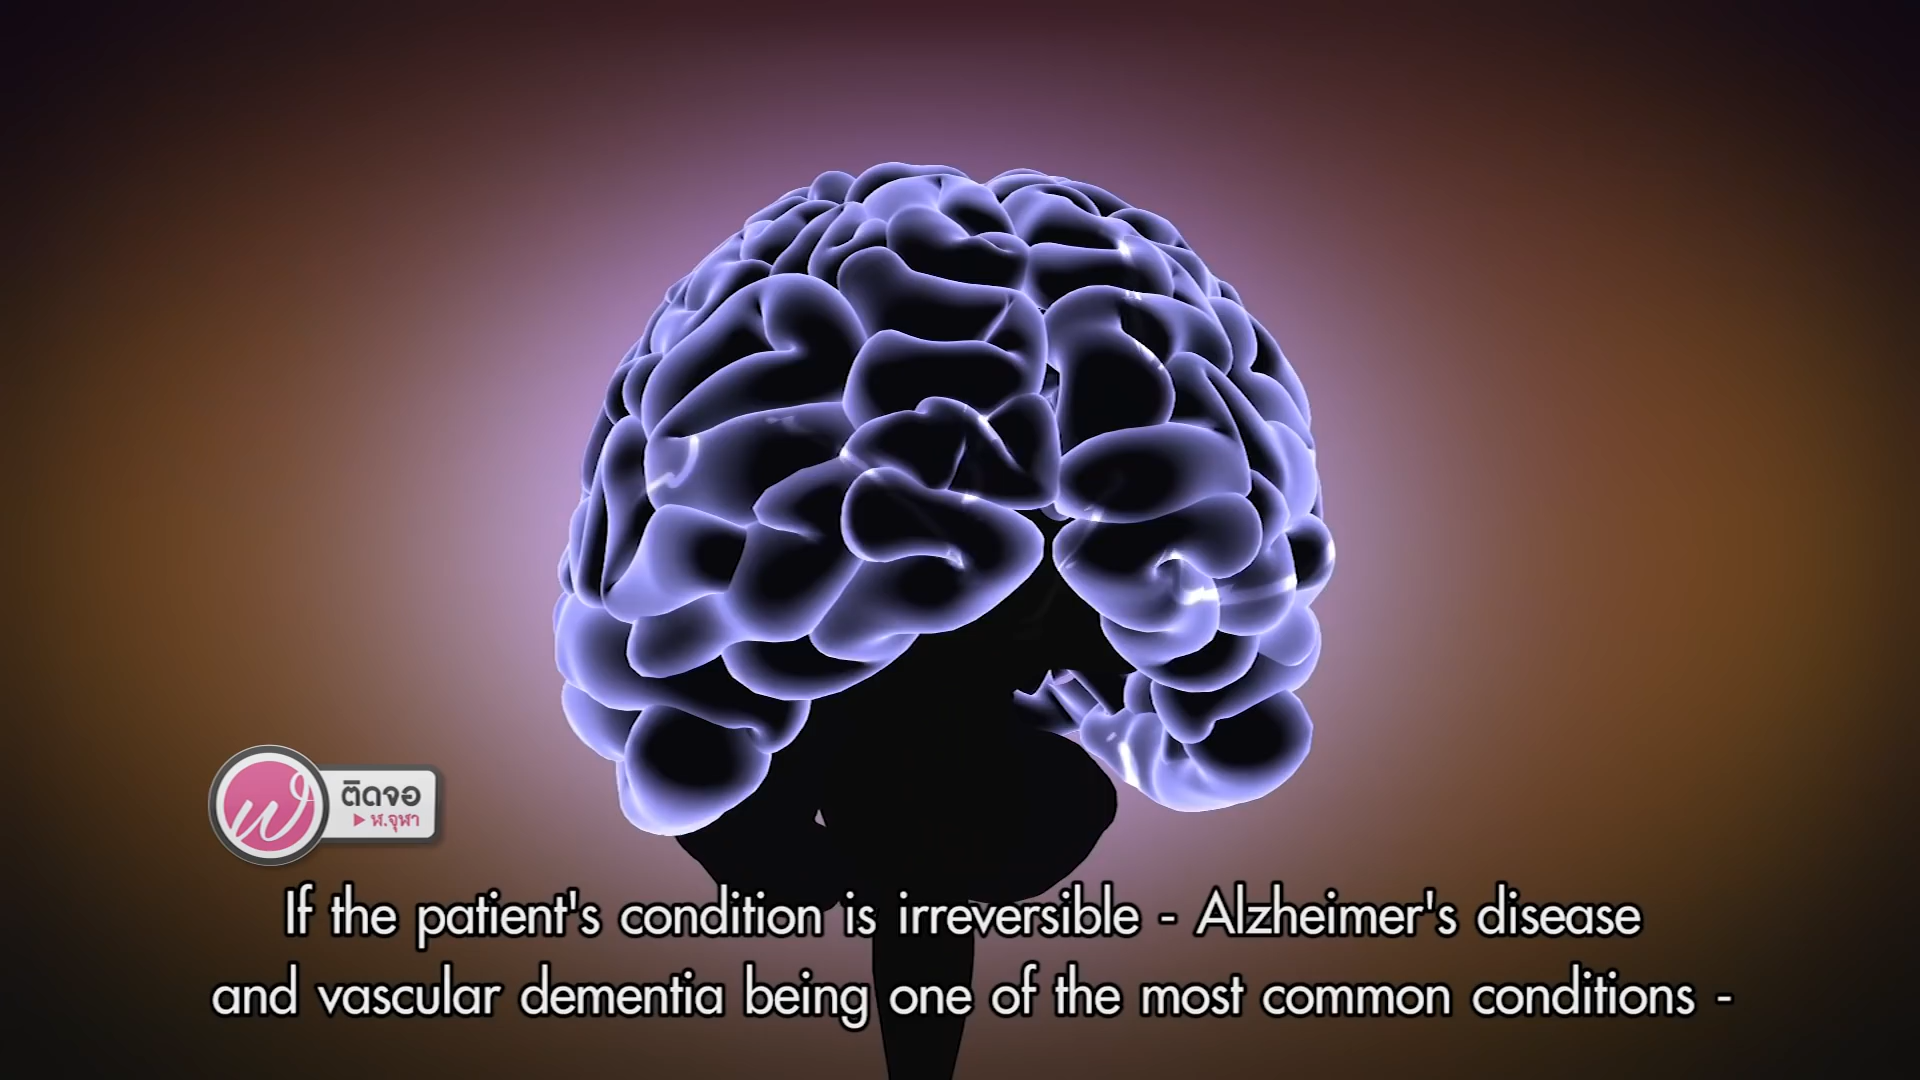 ติดจอ
ฬ.จุฬา
If the patient's condition is irreversible - Alzheimer's disease
and vascular dementia being one of the most common conditions -